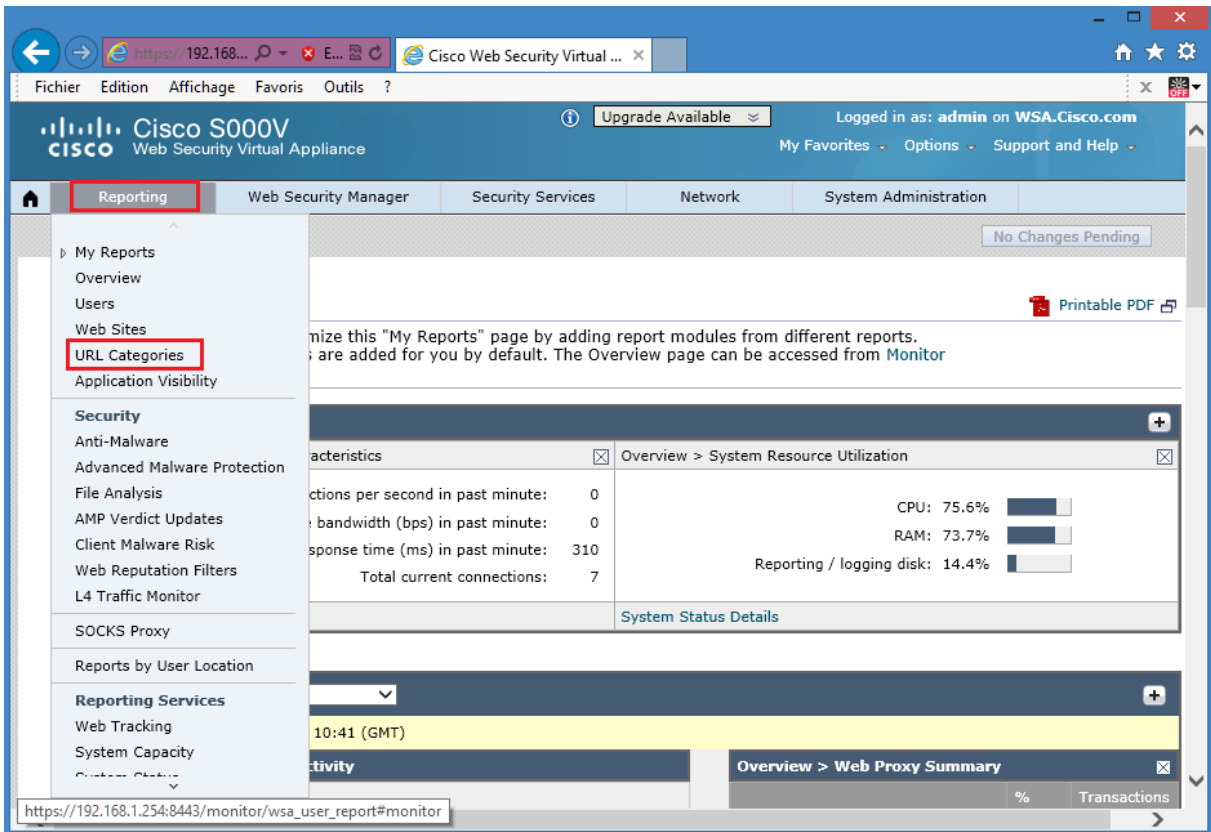 https://192.168... E... Cisco Web Security Virtual ...
Fichier Edition Affichage Favoris Outils ?
OFF
Cisco S000V
CISCO Web Security Virtual Appliance
Upgrade Available
Logged in as: admin on WSA.Cisco.com
My Favorites Options Support and Help
Reporting Web Security Manager Security Services Network System Administration
No Changes Pending
My Reports
Overview
Users
Web Sites
URL Categories
Application Visibility
Security
Anti-Malware
Advanced Malware Protection
File Analysis
AMP Verdict Updates
Client Malware Risk
Web Reputation Filters
L4 Traffic Monitor
SOCKS Proxy
Reports by User Location
Reporting Services
Web Tracking
System Capacity
System Status
Printable PDF
mize this "My Reports" page by adding report modules from different reports.
s are added for you by default. The Overview page can be accessed from Monitor
acteristics
ctions per second in past minute: 0
bandwidth (bps) in past minute: 0
sponse time (ms) in past minute: 310
Total current connections: 7
Overview > System Resource Utilization
CPU: 75.6%
RAM: 73.7%
Reporting / logging disk: 14.4%
System Status Details
10:41 (GMT)
tivity
Overview > Web Proxy Summary
% Transactions
https://192.168.1.254:8443/monitor/wsa_user_report#monitor